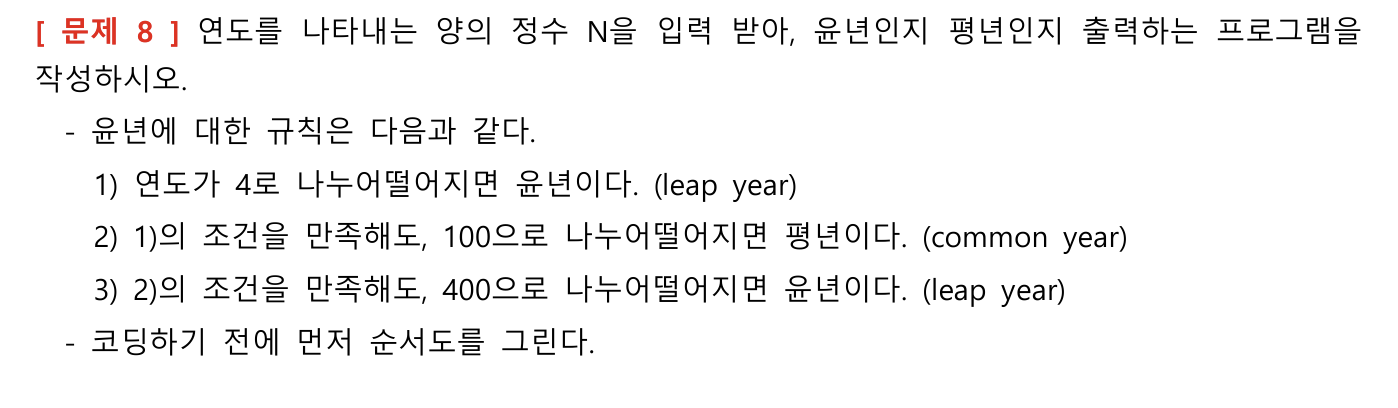 [ 문제 8 ] 연도를 나타내는 양의 정수 N을 입력 받아, 윤년인지 평년인지 출력하는 프로그램을
작성하시오.
- 윤년에 대한 규칙은 다음과 같다.
1) 연도가 4로 나누어떨어지면 윤년이다. (leap year)
2) 1)의 조건을 만족해도, 100으로 나누어떨어지면 평년이다. (common year)
3) 2)의 조건을 만족해도, 400으로 나누어떨어지면 윤년이다. (leap year)
- 코딩하기 전에 먼저 순서도를 그린다.